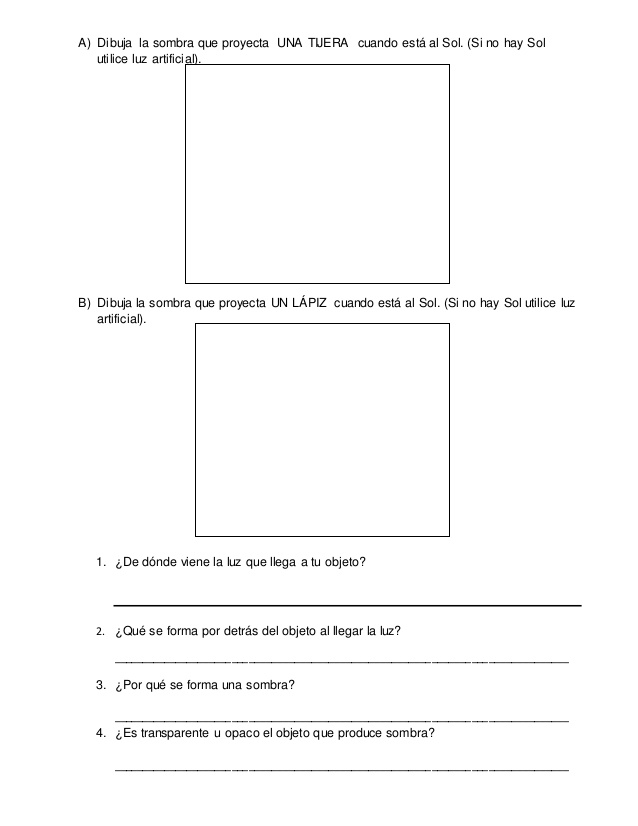 A) Dibuja la sombra que proyecta UNA TIJERA cuando está al Sol. (Si no hay Sol
utilice luz artificial).
B) Dibuja la sombra que proyecta UN LÁPIZ cuando está al Sol. (Si no hay Sol utilice luz
artificial).
1. ¿De dónde viene la luz que llega a tu objeto?
2. ¿Qué se forma por detrás del objeto al llegar la luz?
3. ¿Por qué se forma una sombra?
4. ¿Es transparente u opaco el objeto que produce sombra?